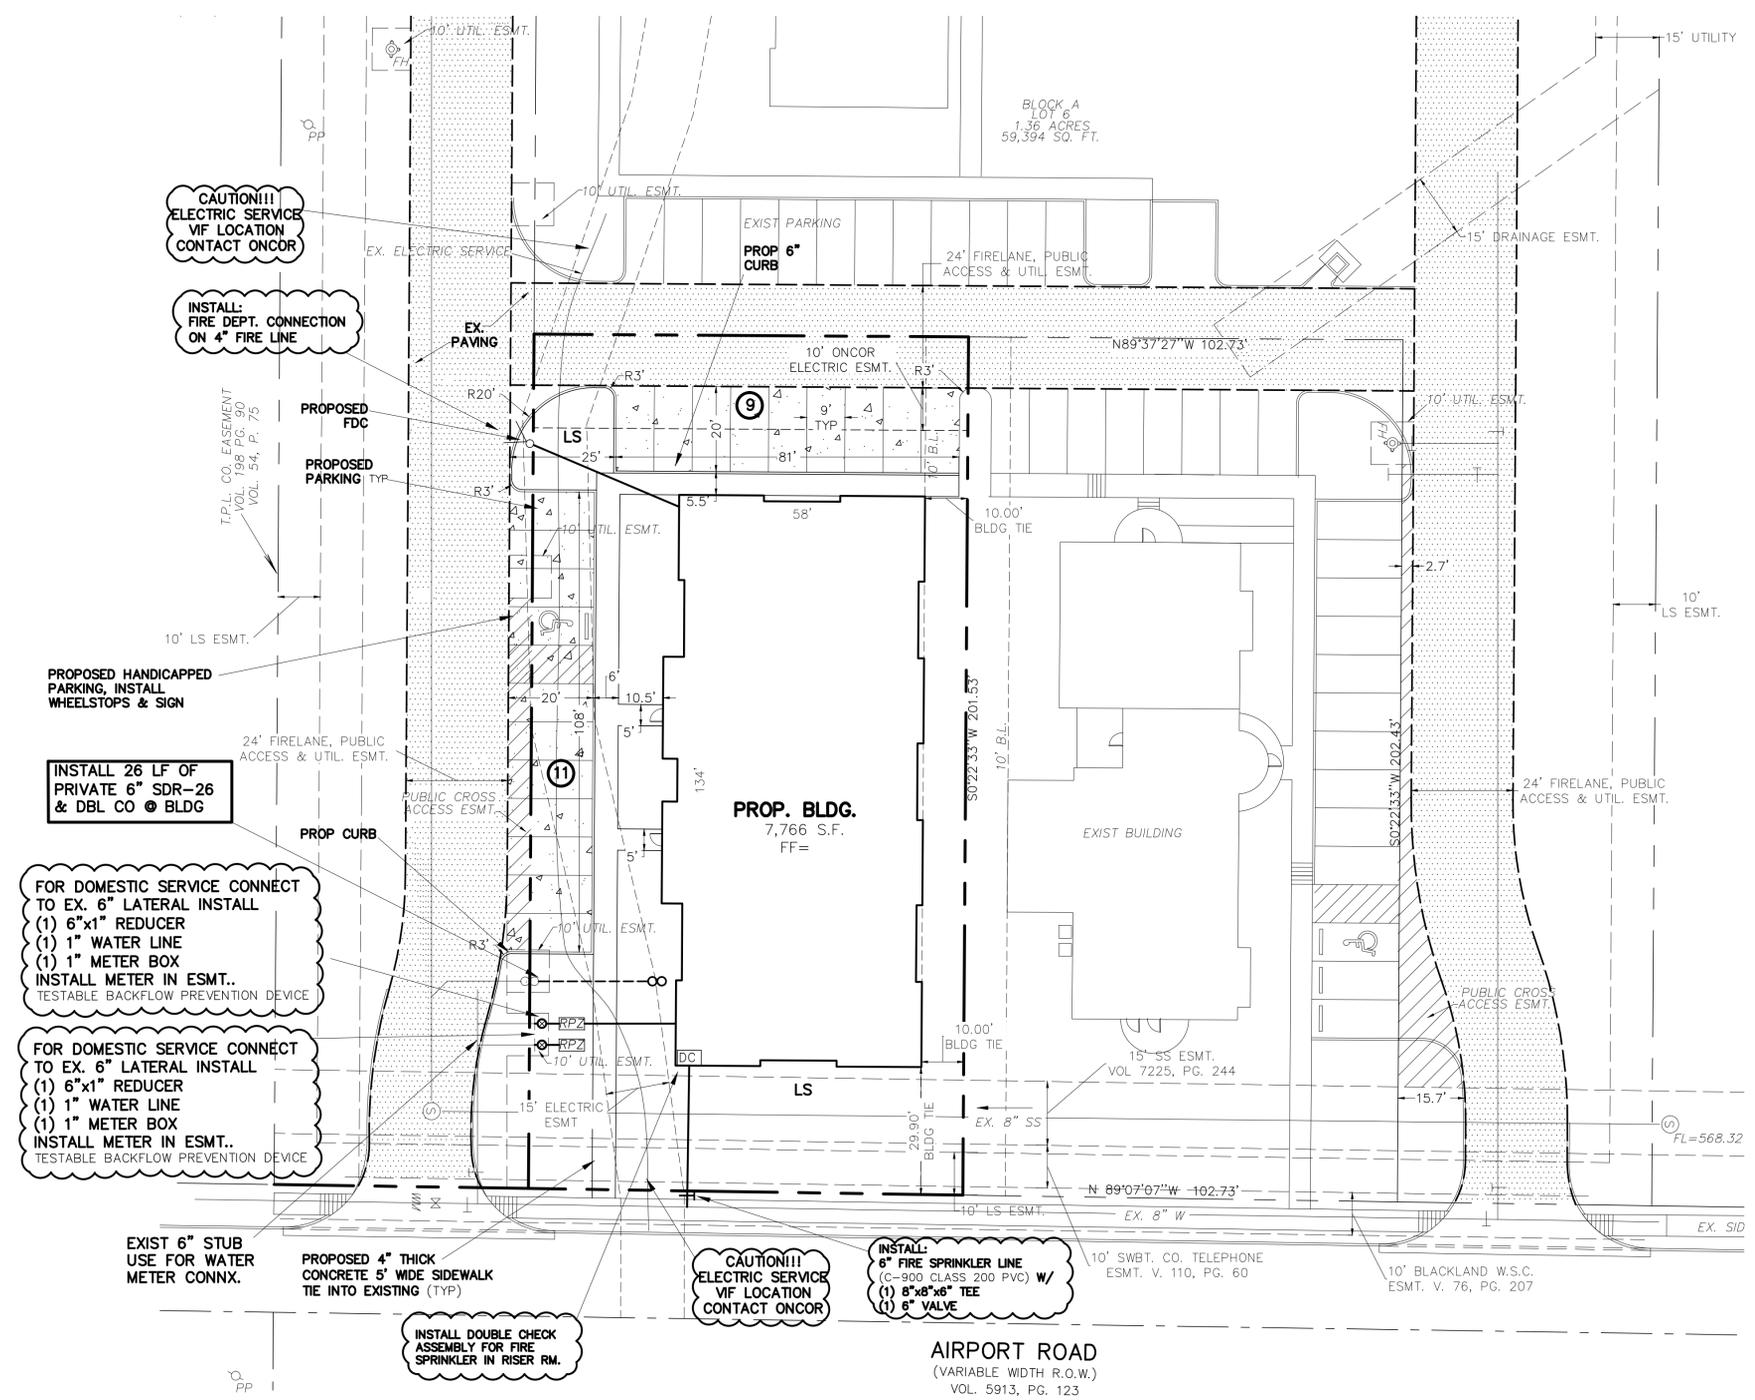 10' UTIL. ESMT.
FH
15' UTILITY
PP
BLOCK A
LOT 6
1.36 ACRES
59,394 SQ. FT.
CAUTION!!!
ELECTRIC SERVICE
VIF LOCATION
CONTACT ONCOR
10' UTIL. ESMT.
EX. ELECTRIC SERVICE
EXIST PARKING
PROP 6"
CURB
24' FIRELANE, PUBLIC
ACCESS & UTIL. ESMT.
15' DRAINAGE ESMT.
INSTALL:
FIRE DEPT. CONNECTION
ON 4" FIRE LINE
EX.
PAVING
N89°37'27"W 102.73'
10' ONCOR
ELECTRIC ESMT.
R3'
R3'
R20'
T.P.L. CO. EASEMENT
VOL. 198 PG. 90
VOL. 54, P. 75
PROPOSED
FDC
9
9'
TYP
20'
LS
25'
81'
10' B.L.
10' UTIL. ESMT.
FH
PROPOSED
PARKING TYP
R3'
5.5'
58'
10.00'
BLDG TIE
10' UTIL. ESMT.
2.7'
10'
LS ESMT.
10' LS ESMT.
PROPOSED HANDICAPPED
PARKING, INSTALL
WHEELSTOPS & SIGN
6'
20'
10.5'
5'
108'
S0°22'33"W 201.53'
10' B.L.
S0°22'33"W 202.43'
24' FIRELANE, PUBLIC
ACCESS & UTIL. ESMT.
INSTALL 26 LF OF
PRIVATE 6" SDR-26
& DBL CO @ BLDG
11
134'
PUBLIC CROSS
ACCESS ESMT.
24' FIRELANE, PUBLIC
ACCESS & UTIL. ESMT.
PROP. BLDG.
7,766 S.F.
FF=
EXIST BUILDING
PROP CURB
5'
FOR DOMESTIC SERVICE CONNECT
TO EX. 6" LATERAL INSTALL
(1) 6"x1" REDUCER
(1) 1" WATER LINE
(1) 1" METER BOX
INSTALL METER IN ESMT..
TESTABLE BACKFLOW PREVENTION DEVICE
R3'
10' UTIL. ESMT.
PUBLIC CROSS
ACCESS ESMT.
RPZ
RPZ
10' UTIL. ESMT.
DC
10.00'
BLDG TIE
FOR DOMESTIC SERVICE CONNECT
TO EX. 6" LATERAL INSTALL
(1) 6"x1" REDUCER
(1) 1" WATER LINE
(1) 1" METER BOX
INSTALL METER IN ESMT..
TESTABLE BACKFLOW PREVENTION DEVICE
15' SS ESMT.
VOL 7225, PG. 244
LS
15.7'
S
15' ELECTRIC
ESMT
29.90'
BLDG TIE
EX. 8" SS
S
FL=568.32
N 89°07'07"W 102.73'
WM
10' LS ESMT.
EX. 8" W
EX. SID
EXIST 6" STUB
USE FOR WATER
METER CONNX.
PROPOSED 4" THICK
CONCRETE 5' WIDE SIDEWALK
TIE INTO EXISTING (TYP)
CAUTION!!!
ELECTRIC SERVICE
VIF LOCATION
CONTACT ONCOR
INSTALL:
6" FIRE SPRINKLER LINE
(C-900 CLASS 200 PVC) W/
(1) 8"x8"x6" TEE
(1) 6" VALVE
10' SWBT. CO. TELEPHONE
ESMT. V. 110, PG. 60
10' BLACKLAND W.S.C.
ESMT. V. 76, PG. 207
INSTALL DOUBLE CHECK
ASSEMBLY FOR FIRE
SPRINKLER IN RISER RM.
AIRPORT ROAD
(VARIABLE WIDTH R.O.W.)
VOL. 5913, PG. 123
PP